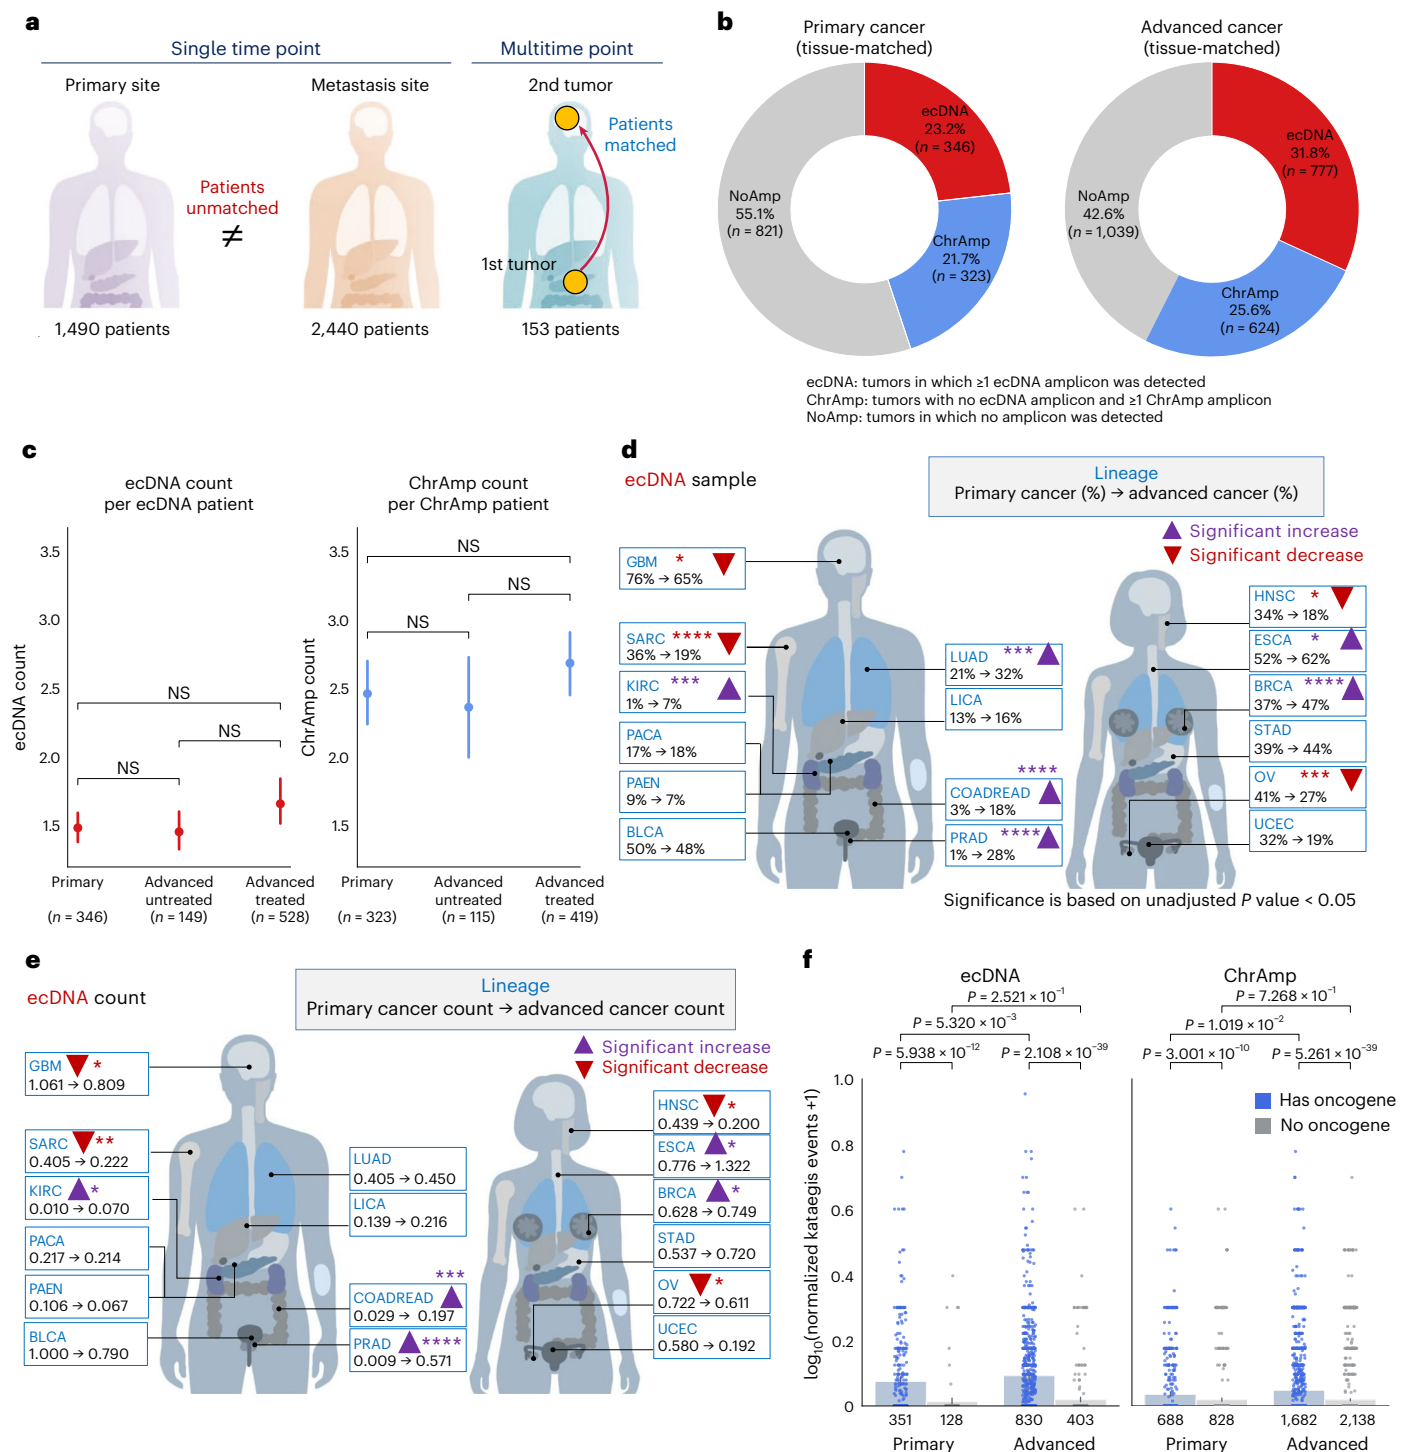 a
Single time point
Multitime point
Primary site
Metastasis site
2nd tumor
Patients
matched
Patients
unmatched
≠
1st tumor
1,490 patients
2,440 patients
153 patients
b
Primary cancer
(tissue-matched)
Advanced cancer
(tissue-matched)
ecDNA
23.2%
(n = 346)
NoAmp
55.1%
(n = 821)
ChrAmp
21.7%
(n = 323)
ecDNA
31.8%
(n = 777)
NoAmp
42.6%
(n = 1,039)
ChrAmp
25.6%
(n = 624)
ecDNA: tumors in which ≥1 ecDNA amplicon was detected
ChrAmp: tumors with no ecDNA amplicon and ≥1 ChrAmp amplicon
NoAmp: tumors in which no amplicon was detected
c
ecDNA count
per ecDNA patient
ecDNA count
3.5
3.0
2.5
2.0
1.5
NS
NS
NS
Primary
(n = 346)
Advanced
untreated
(n = 149)
Advanced
treated
(n = 528)
ChrAmp count
per ChrAmp patient
ChrAmp count
3.5
3.0
2.5
2.0
1.5
NS
NS
NS
Primary
(n = 323)
Advanced
untreated
(n = 115)
Advanced
treated
(n = 419)
d
ecDNA sample
Lineage
Primary cancer (%) → advanced cancer (%)
Significant increase
Significant decrease
GBM *
76% → 65%
SARC ****
36% → 19%
KIRC ***
1% → 7%
PACA
17% → 18%
PAEN
9% → 7%
BLCA
50% → 48%
LUAD ***
21% → 32%
LICA
13% → 16%
****
COADREAD
3% → 18%
PRAD ****
1% → 28%
HNSC *
34% → 18%
ESCA *
52% → 62%
BRCA ****
37% → 47%
STAD
39% → 44%
OV ***
41% → 27%
UCEC
32% → 19%
Significance is based on unadjusted P value < 0.05
e
ecDNA count
Lineage
Primary cancer count → advanced cancer count
Significant increase
Significant decrease
GBM *
1.061 → 0.809
SARC **
0.405 → 0.222
KIRC *
0.010 → 0.070
PACA
0.217 → 0.214
PAEN
0.106 → 0.067
BLCA
1.000 → 0.790
LUAD
0.405 → 0.450
LICA
0.139 → 0.216
***
COADREAD
0.029 → 0.197
PRAD ****
0.009 → 0.571
HNSC *
0.439 → 0.200
ESCA *
0.776 → 1.322
BRCA *
0.628 → 0.749
STAD
0.537 → 0.720
OV *
0.722 → 0.611
UCEC
0.580 → 0.192
f
ecDNA
ChrAmp
P = 2.521 × 10⁻¹
P = 5.320 × 10⁻³
P = 5.938 × 10⁻¹²
P = 2.108 × 10⁻³⁹
P = 7.268 × 10⁻¹
P = 1.019 × 10⁻²
P = 3.001 × 10⁻¹⁰
P = 5.261 × 10⁻³⁹
Has oncogene
No oncogene
log₁₀(normalized kataegis events +1)
1.0
0.8
0.6
0.4
0.2
0
351
128
830
403
688
828
1,682
2,138
Primary
Advanced
Primary
Advanced